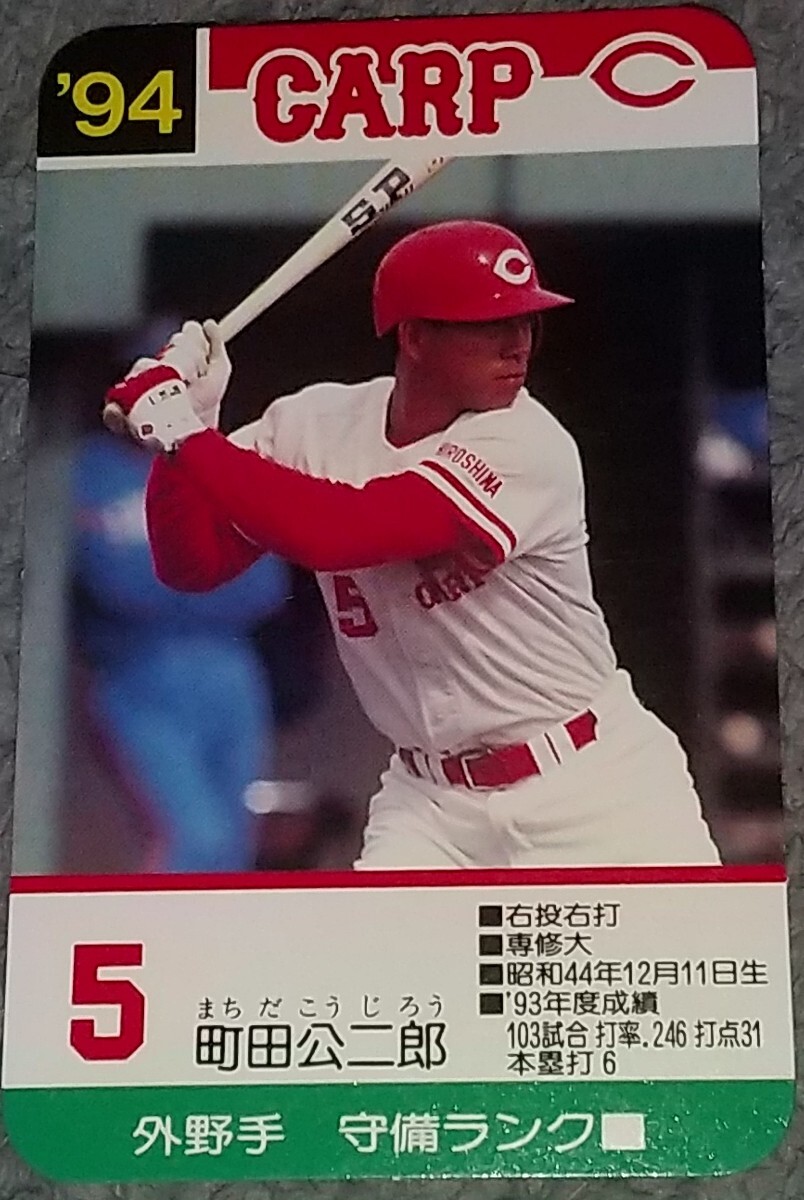 '94 CARP C
C
HIROSHIMA
5
■右投右打
■専修大
■昭和44年12月11日生
■'93年度成績
103試合 打率.246 打点31
本塁打6
5
まちだこうじろう
町田公二郎
外野手 守備ランク■